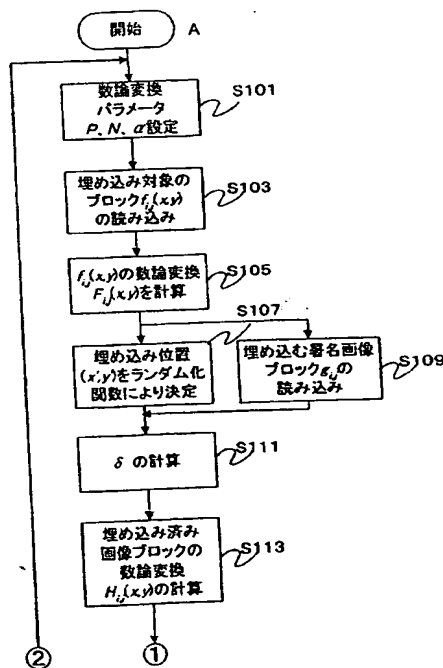 開始
A
数論変換
パラメータ
P、N、α設定
S101
埋め込み対象の
ブロックfij(x,y)
の読み込み
S103
fij(x,y)の数論変換
Fij(x,y)を計算
S105
埋め込み位置
(x',y')をランダム化
関数により決定
S107
埋め込む署名画像
ブロックgijの
読み込み
S109
δ の計算
S111
埋め込み済み
画像ブロックの
数論変換
Hij(x,y)の計算
S113
②
①